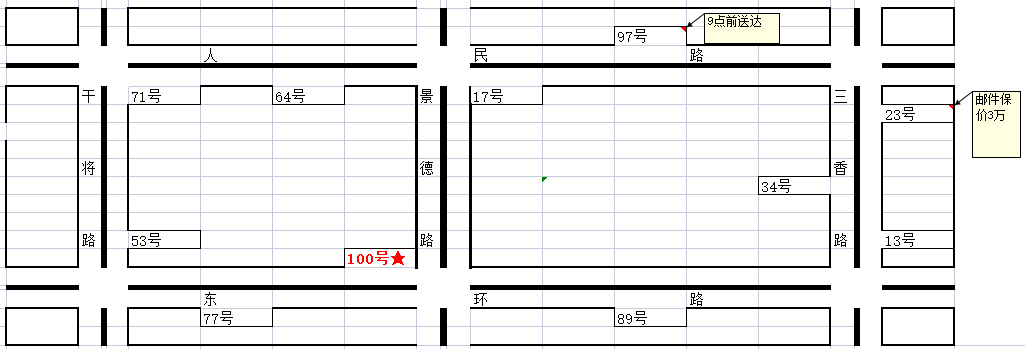 9点前送达
97号
人 民 路
干 71号 64号 景 17号 三
邮件保
价3万
23号
将 德 香
34号
路 53号 路 路 13号
100号★
东 环 路
77号 89号